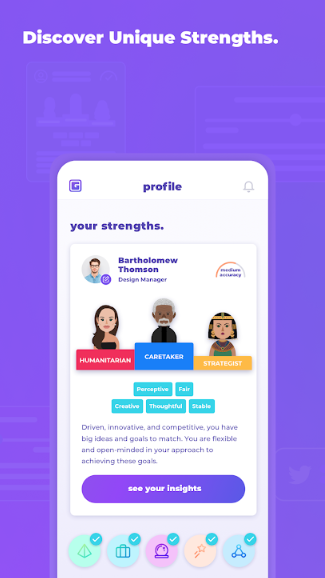 Discover Unique Strengths.
profile
your strengths.
Bartholomew
Thomson
Design Manager
medium
accuracy
HUMANITARIAN
CARETAKER
STRATEGIST
Perceptive Fair
Creative Thoughtful Stable
Driven, innovative, and competitive, you have
big ideas and goals to match. You are flexible
and open-minded in your approach to
achieving these goals.
see your insights